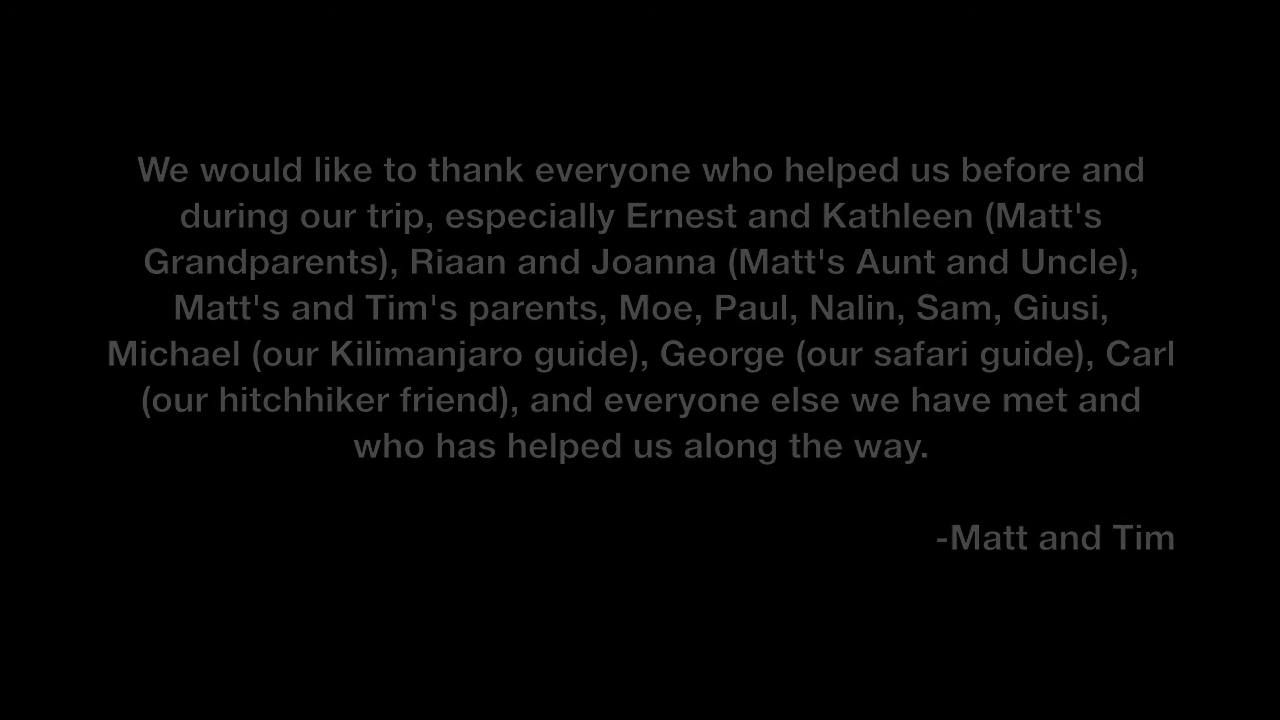 We would like to thank everyone who helped us before and
during our trip, especially Ernest and Kathleen (Matt's
Grandparents), Riaan and Joanna (Matt's Aunt and Uncle),
Matt's and Tim's parents, Moe, Paul, Nalin, Sam, Giusi,
Michael (our Kilimanjaro guide), George (our safari guide), Carl
(our hitchhiker friend), and everyone else we have met and
who has helped us along the way.
-Matt and Tim